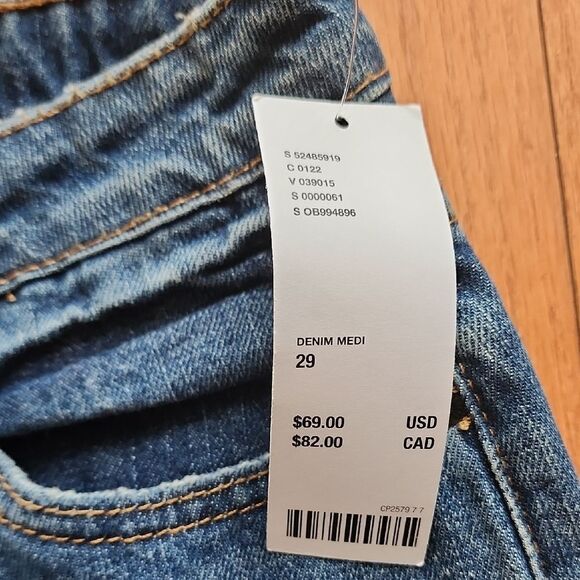 S 52485919
C 0122
V 039015
S 0000061
S OB994896
DENIM MEDI
29
$69.00 USD
$82.00 CAD
CP2579 7 7